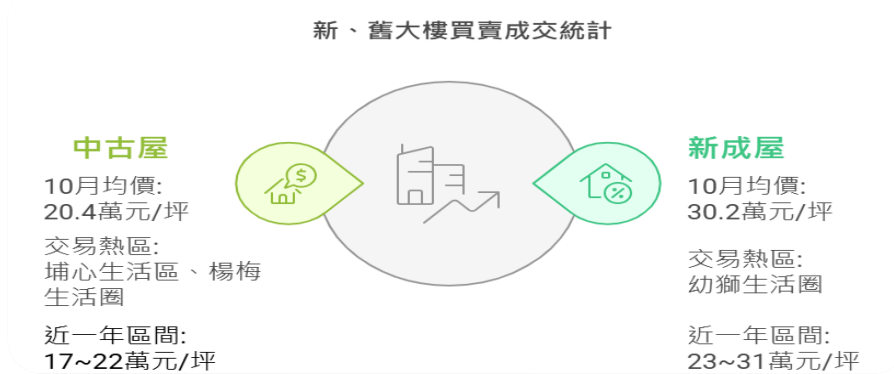 新、舊大樓買賣成交統計
中古屋
10月均價:
20.4萬元/坪
交易熱區:
埔心生活區、楊梅
生活圈
近一年區間:
17~22萬元/坪
$
%
新成屋
10月均價:
30.2萬元/坪
交易熱區:
幼獅生活圈
近一年區間:
23~31萬元/坪